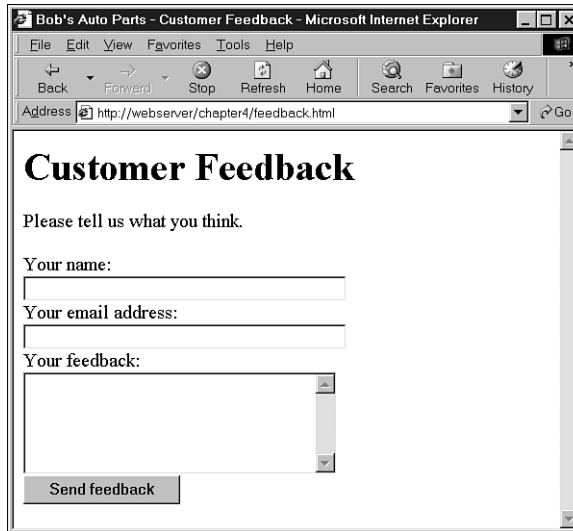 Bob's Auto Parts - Customer Feedback - Microsoft Internet Explorer
File Edit View Favorites Tools Help
Back Forward Stop Refresh Home Search Favorites History »
Address http://webserver/chapter4/feedback.html Go
Customer Feedback
Please tell us what you think.
Your name:
Your email address:
Your feedback:
Send feedback